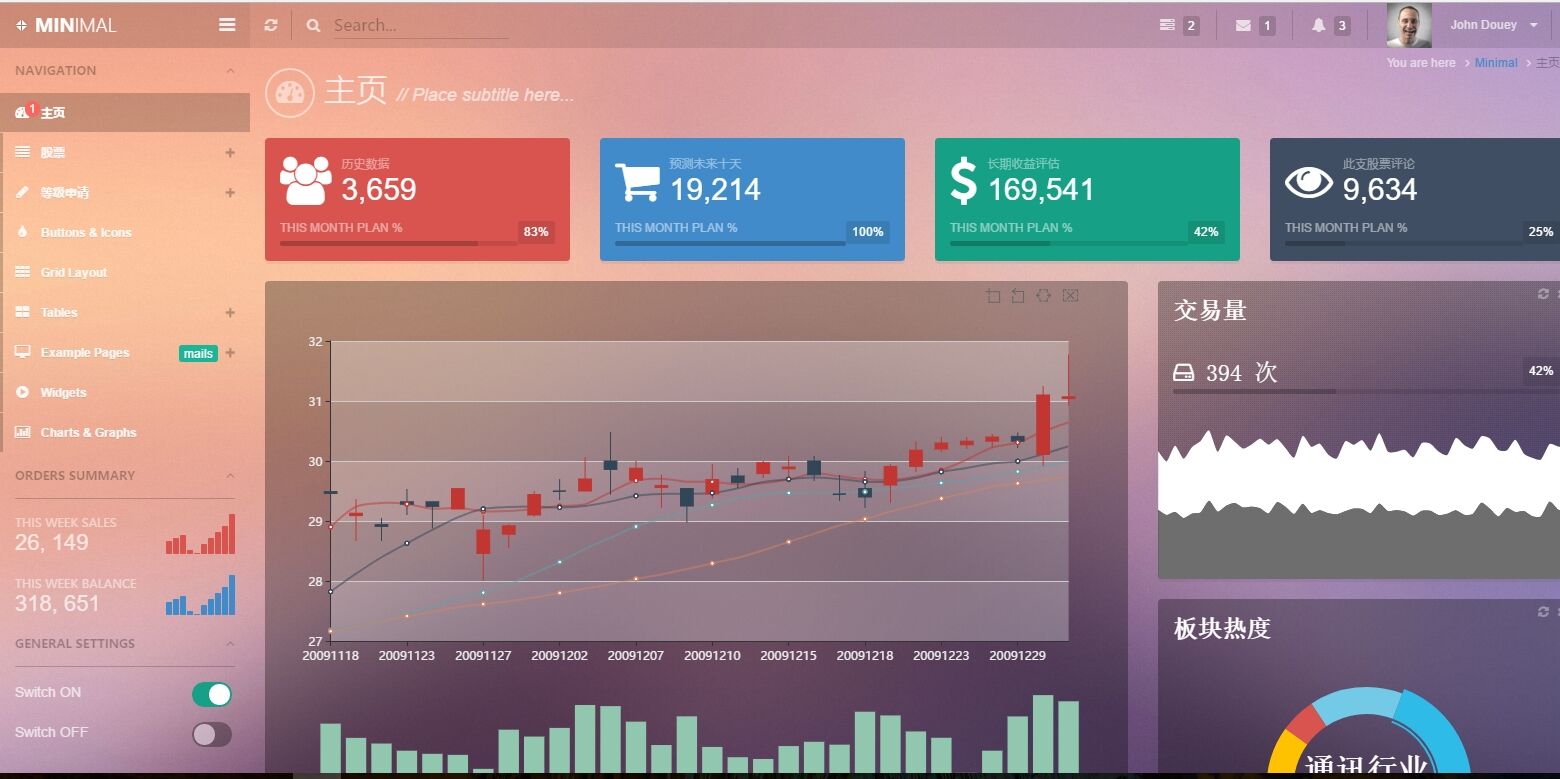 MINIMAL
Search...
2
1
3
John Douey
You are here
Minimal
主页
NAVIGATION
1
主页
股票
等级申请
Buttons & Icons
Grid Layout
Tables
Example Pages
mails
Widgets
Charts & Graphs
ORDERS SUMMARY
THIS WEEK SALES
26, 149
THIS WEEK BALANCE
318, 651
GENERAL SETTINGS
Switch ON
Switch OFF
主页 // Place subtitle here...
历史数据
3,659
THIS MONTH PLAN %
83%
预测未来十天
19,214
THIS MONTH PLAN %
100%
长期收益评估
169,541
THIS MONTH PLAN %
42%
此支股票评论
9,634
THIS MONTH PLAN %
25%
32
31
30
29
28
27
20091118 20091123 20091127 20091202 20091207 20091210 20091215 20091218 20091223 20091229
交易量
394 次
42%
板块热度
通讯行业